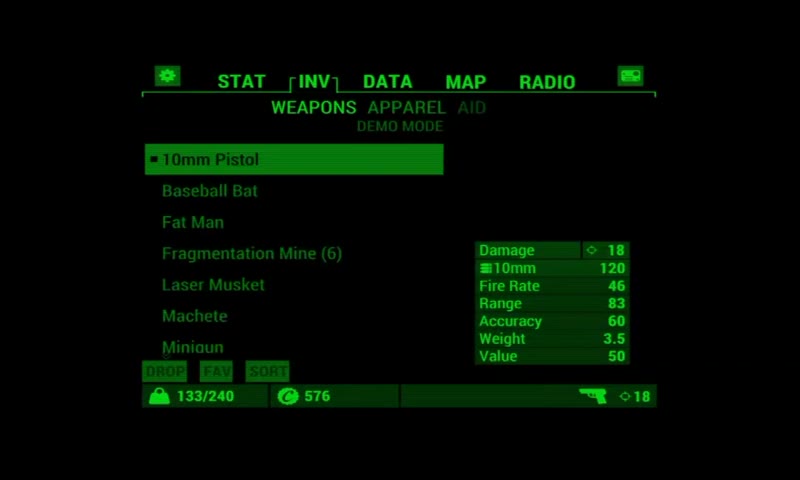 STAT INV DATA MAP RADIO
WEAPONS APPAREL AID
DEMO MODE
10mm Pistol
Baseball Bat
Fat Man
Fragmentation Mine (6)
Laser Musket
Machete
Minigun
Damage 18
10mm 120
Fire Rate 46
Range 83
Accuracy 60
Weight 3.5
Value 50
DROP FAV SORT
133/240 576 18